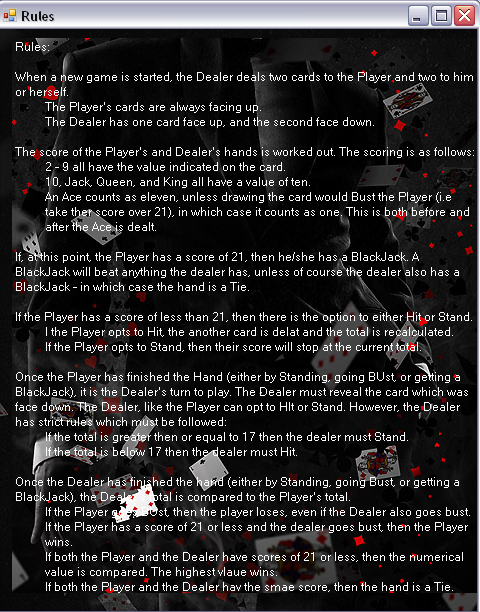 Rules
Rules:
When a new game is started, the Dealer deals two cards to the Player and two to him
or herself.
The Player's cards are always facing up.
The Dealer has one card face up, and the second face down.
The score of the Player's and Dealer's hands is worked out. The scoring is as follows:
2 - 9 all have the value indicated on the card.
10, Jack, Queen, and King all have a value of ten.
An Ace counts as eleven, unless drawing the card would Bust the Player (i.e
take ther score over 21), in which case it counts as one. This is both before and
after the Ace is dealt.
If, at this point, the Player has a score of 21, then he/she has a BlackJack. A
BlackJack will beat anything the dealer has, unless of course the dealer also has a
BlackJack - in which case the hand is a Tie.
If the Player has a score of less than 21, then there is the option to either Hit or Stand.
I the Player opts to Hit, the another card is delat and the total is recalculated.
If the Player opts to Stand, then their score will stop at the current total.
Once the Player has finished the Hand (either by Standing, going BUst, or getting a
BlackJack), it is the Dealer's turn to play. The Dealer must reveal the card which was
face down. The Dealer, like the Player can opt to HIt or Stand. However, the Dealer
has strict rules which must be followed:
If the total is greater then or equal to 17 then the dealer must Stand.
If the total is below 17 then the dealer must Hit.
Once the Dealer has finished the hand (either by Standing, going Bust, or getting a
BlackJack), the Dealer's total is compared to the Player's total.
If the Player goes BUst, then the player loses, even if the Dealer also goes bust.
If the Player has a score of 21 or less and the dealer goes bust, then the Player
wins.
If both the Player and the Dealer have scores of 21 or less, then the numerical
value is compared. The highest vlaue wins.
If both the Player and the Dealer hav the smae score, then the hand is a Tie.